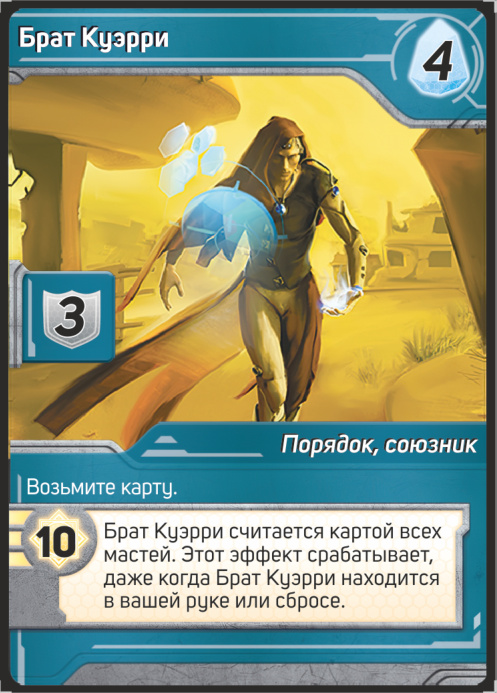 Брат Куэрри
4
3
Порядок, союзник
Возьмите карту.
10
Брат Куэрри считается картой всех
мастей. Этот эффект срабатывает,
даже когда Брат Куэрри находится
в вашей руке или сбросе.